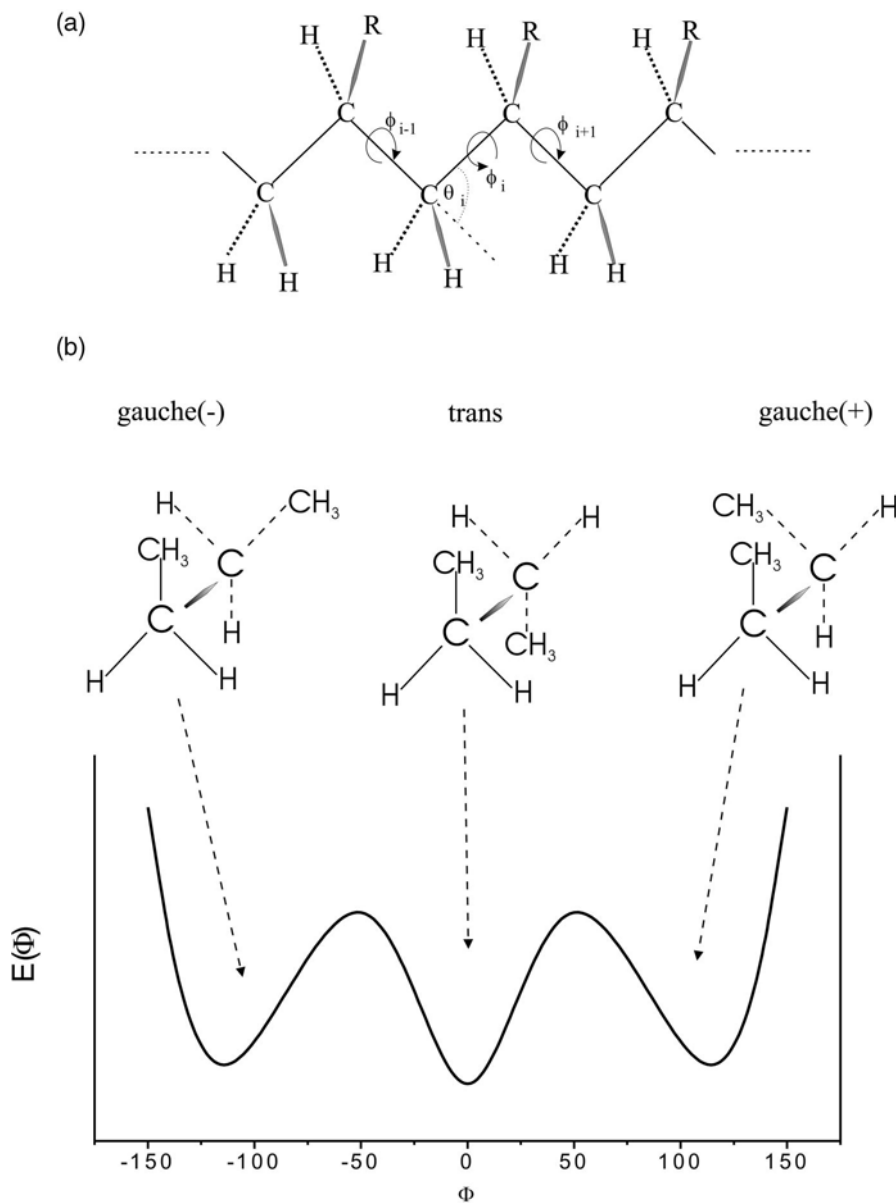 (a)
H R H R H R
C C C
ϕ i-1 ϕ i+1
ϕ i
C C θ i C
H H H H H H
(b)
gauche(-) trans gauche(+)
H CH3 H H CH3 H
CH3 C CH3 C CH3 C
C H C CH3 C H
H H H H H H
E(Φ)
-150 -100 -50 0 50 100 150
Φ